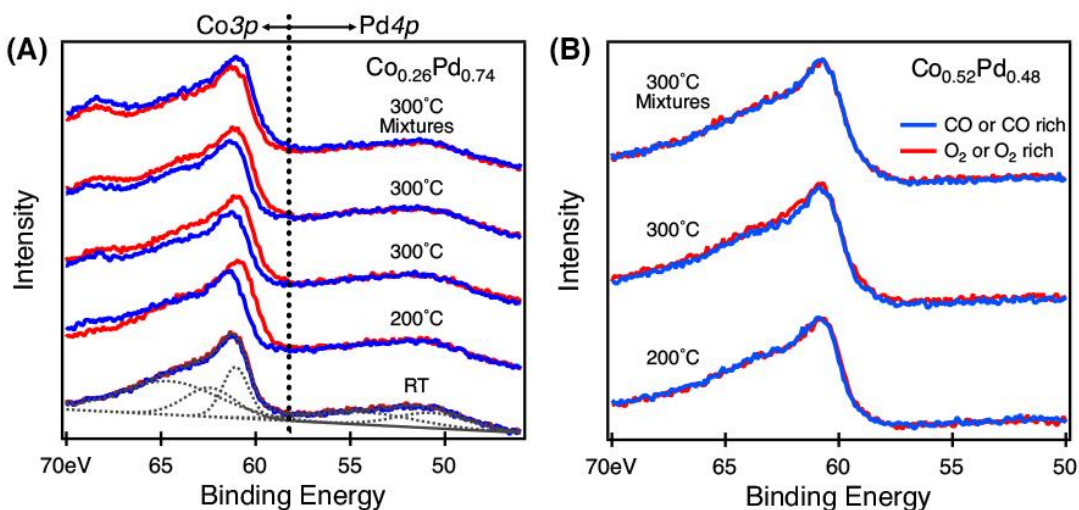 (A)
Co3p Pd4p
Co0.26Pd0.74
300°C
Mixtures
300°C
300°C
200°C
RT
Intensity
70eV 65 60 55 50
Binding Energy
(B)
300°C
Mixtures
Co0.52Pd0.48
CO or CO rich
O2 or O2 rich
300°C
200°C
Intensity
70eV 65 60 55 50
Binding Energy